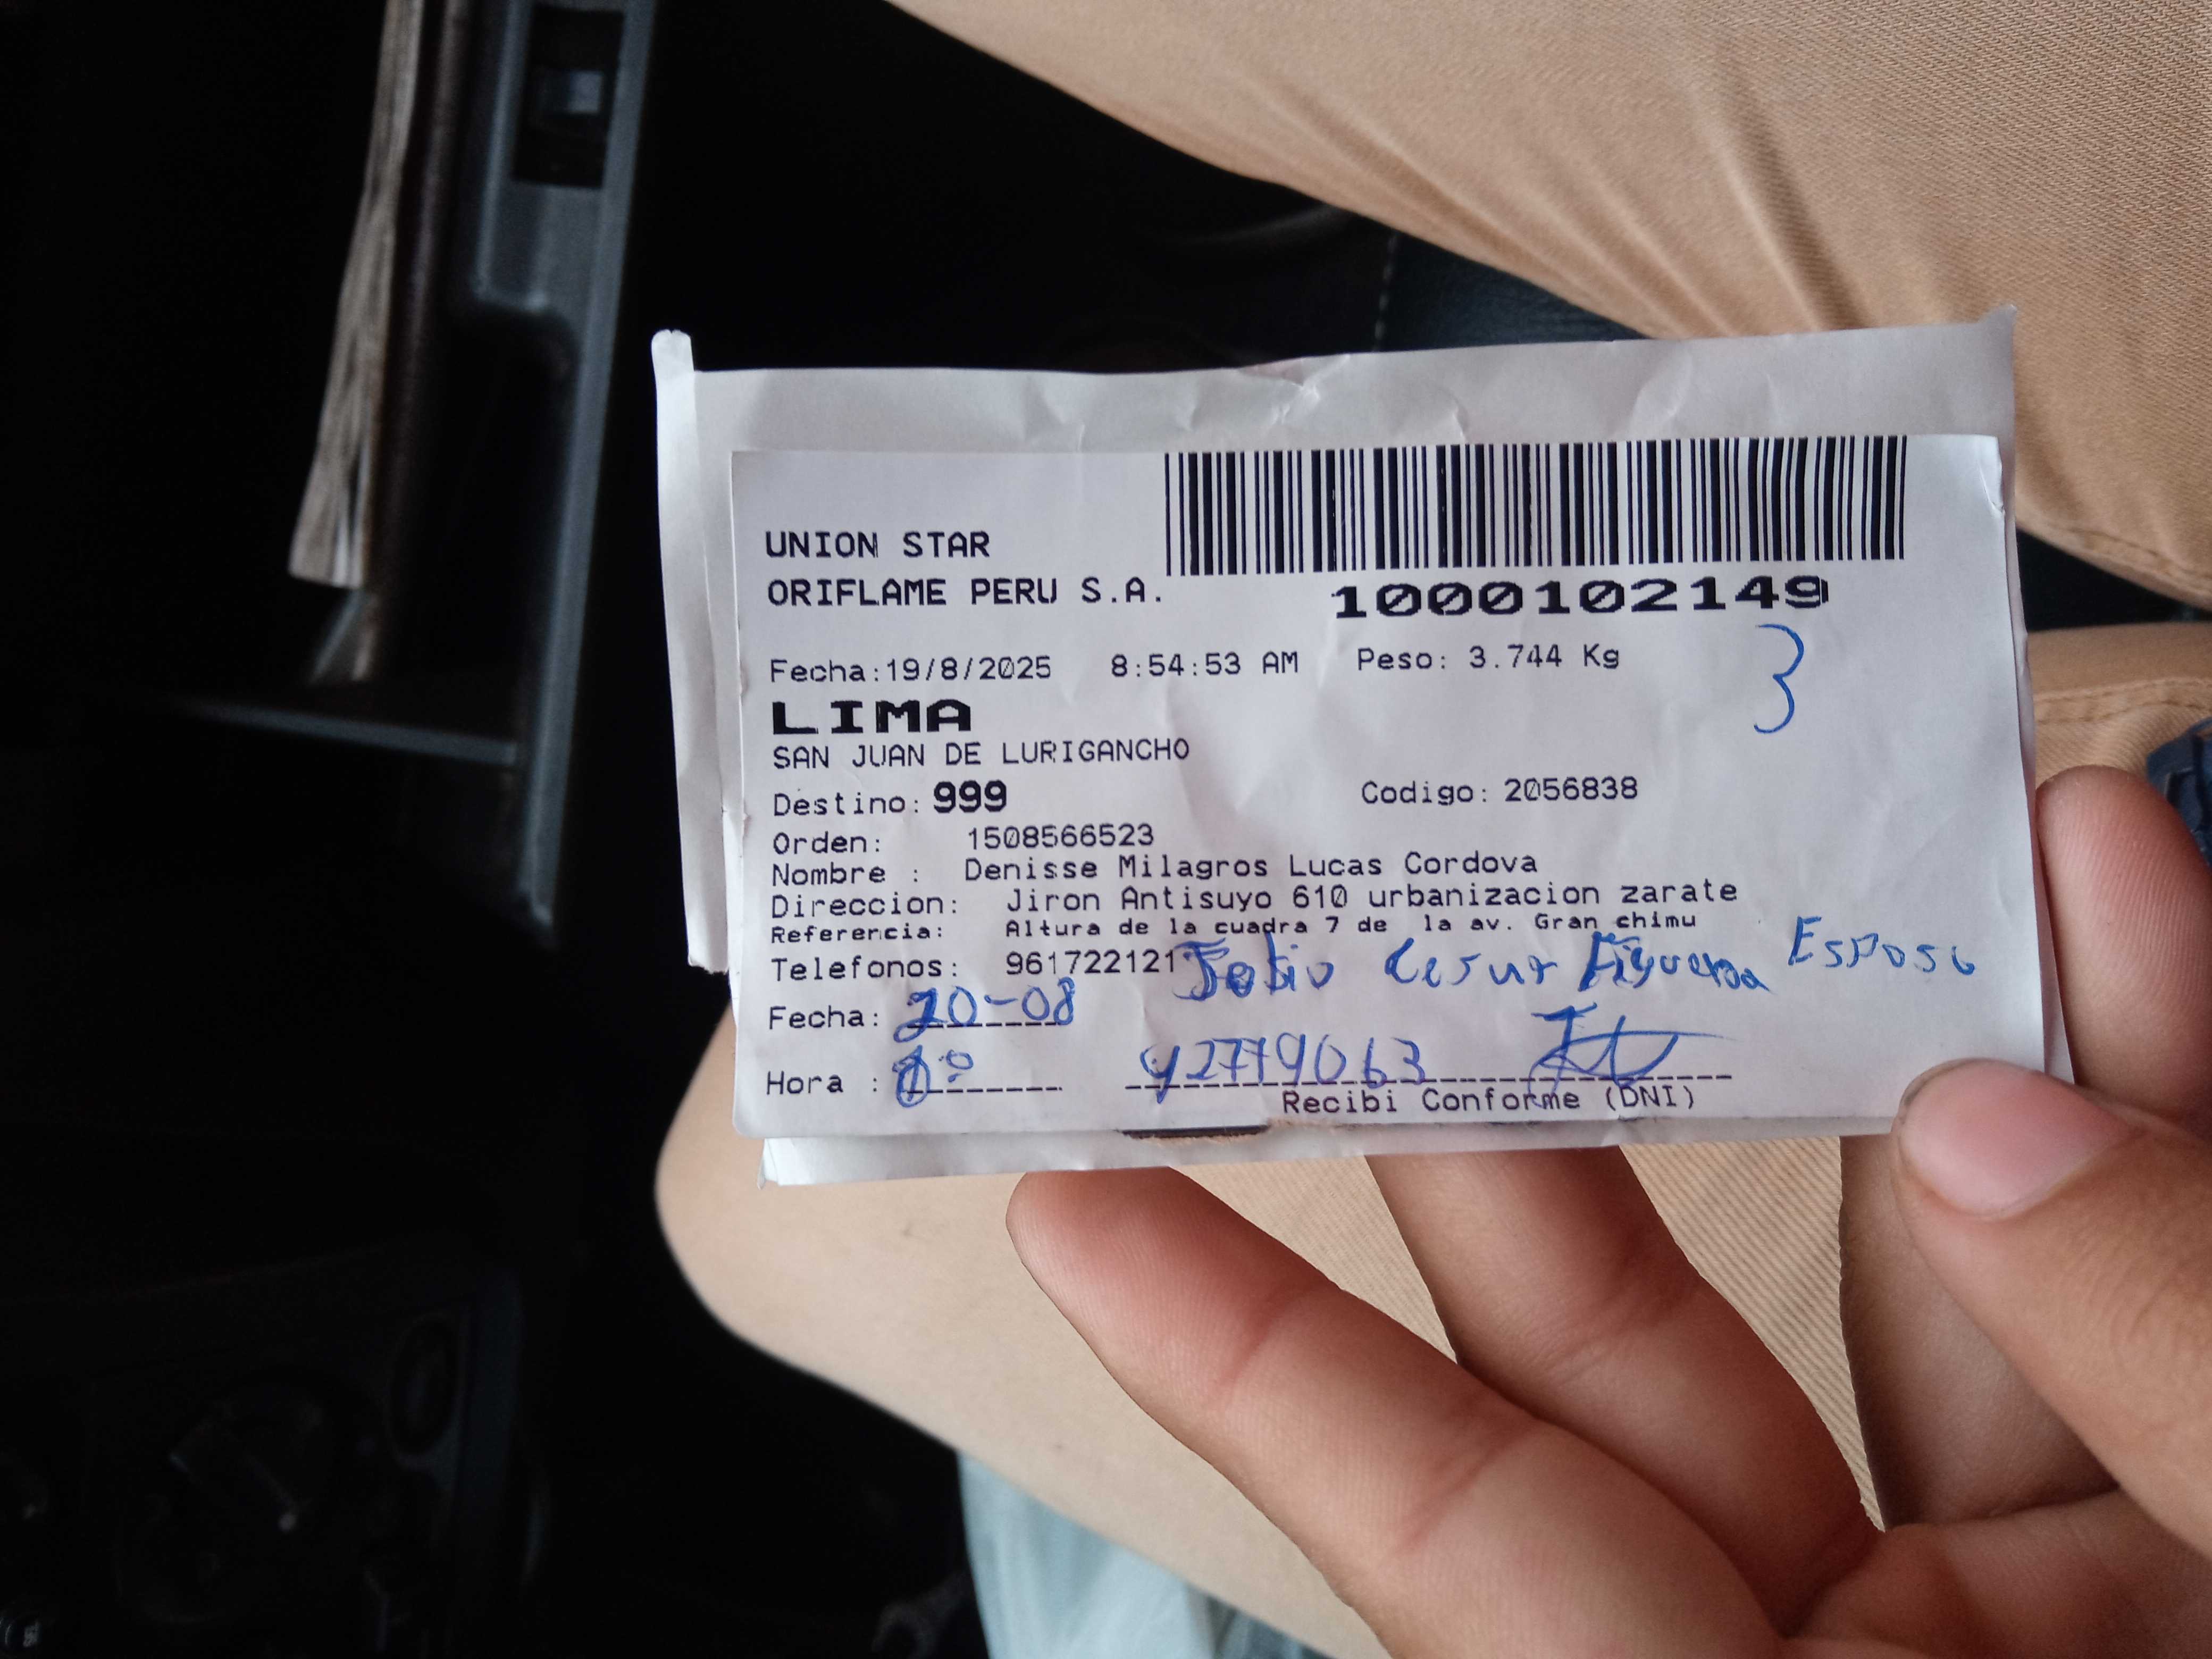 UNION STAR
ORIFLAME PERU S.A.
1000102149
Fecha:19/8/2025 8:54:53 AM Peso: 3.744 Kg
3
LIMA
SAN JUAN DE LURIGANCHO
Destino: 999 Codigo: 2056838
Orden: 1508566523
Nombre : Denisse Milagros Lucas Cordova
Direccion: Jiron Antisuyo 610 urbanizacion zarate
Referencia: Altura de la cuadra 7 de la av. Gran chimu
Telefonos: 961722121 Cesar Figueroa Esposo
Fecha: 20-08
Hora :
Recibi Conforme (DNI)